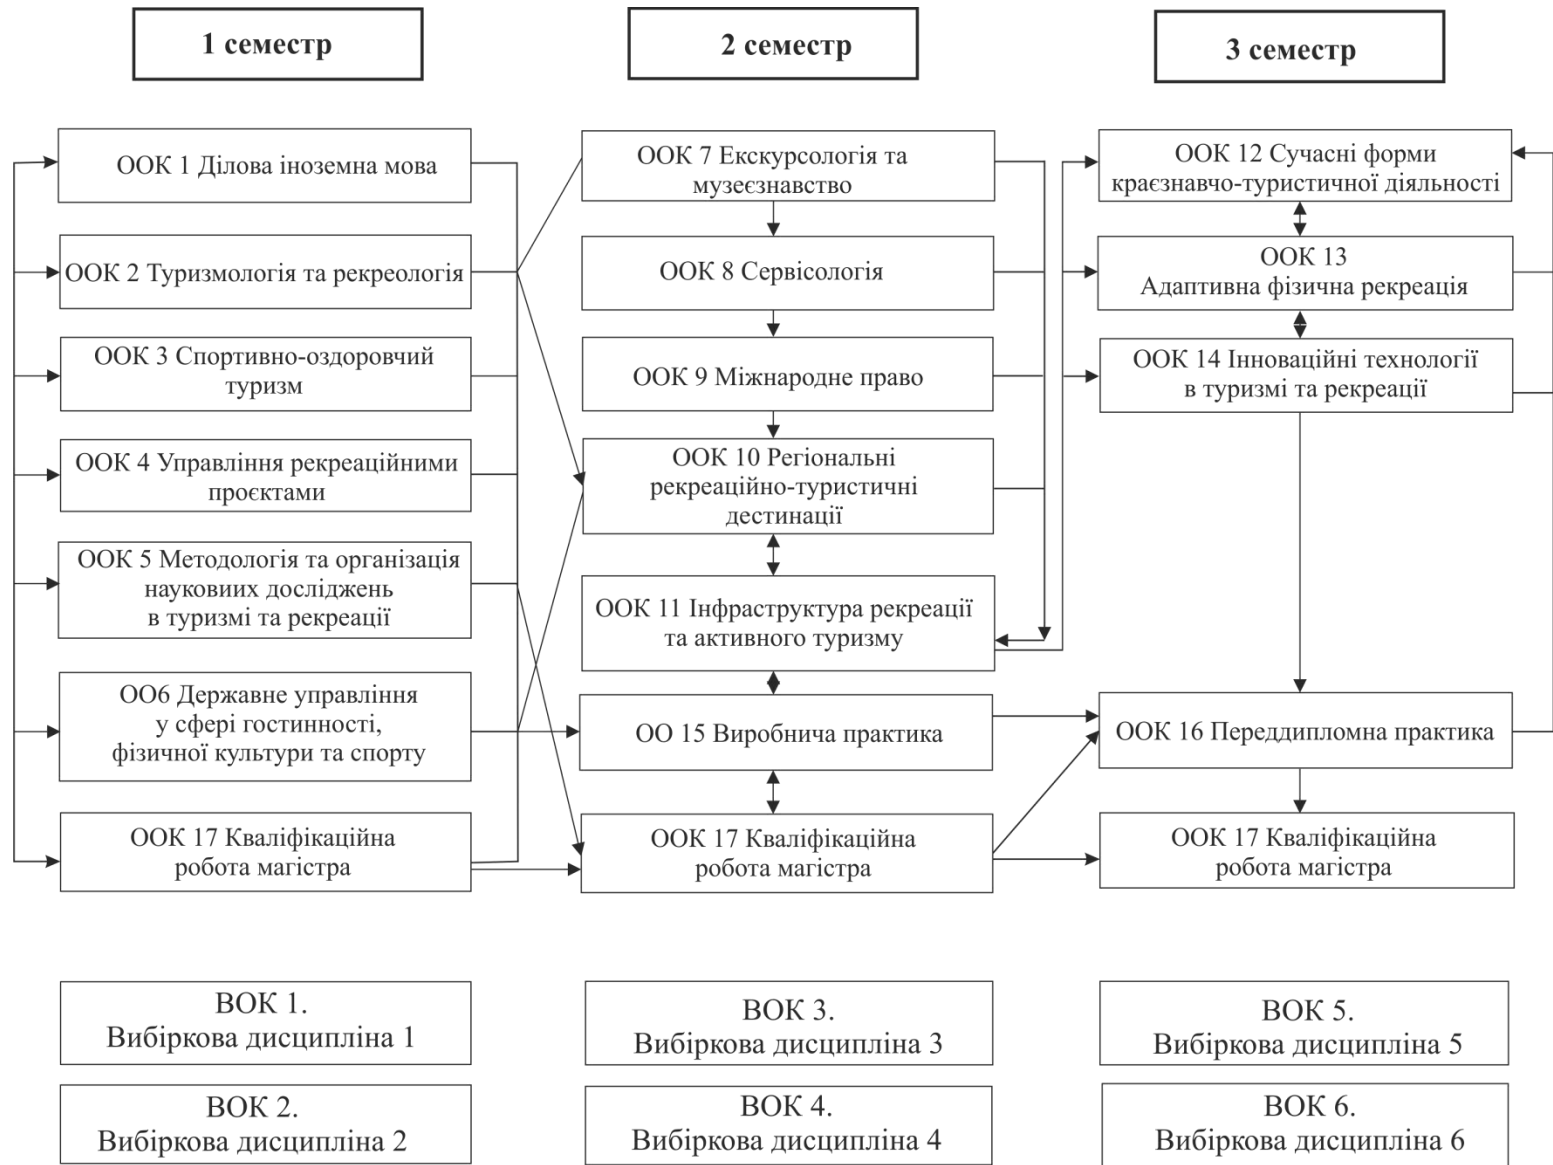 1 семестр
2 семестр
3 семестр
ООК 1 Ділова іноземна мова
ООК 2 Туризмологія та рекреологія
ООК 3 Спортивно-оздоровчий
туризм
ООК 4 Управління рекреаційними
проєктами
ООК 5 Методологія та організація
наукових досліджень
в туризмі та рекреації
ОО6 Державне управління
у сфері гостинності,
фізичної культури та спорту
ООК 17 Кваліфікаційна
робота магістра
ООК 7 Екскурсологія та
музеєзнавство
ООК 8 Сервісологія
ООК 9 Міжнародне право
ООК 10 Регіональні
рекреаційно-туристичні
дестинації
ООК 11 Інфраструктура рекреації
та активного туризму
ОО 15 Виробнича практика
ООК 17 Кваліфікаційна
робота магістра
ООК 12 Сучасні форми
краєзнавчо-туристичної діяльності
ООК 13
Адаптивна фізична рекреація
ООК 14 Інноваційні технології
в туризмі та рекреації
ООК 16 Переддипломна практика
ООК 17 Кваліфікаційна
робота магістра
ВОК 1.
Вибіркова дисципліна 1
ВОК 2.
Вибіркова дисципліна 2
ВОК 3.
Вибіркова дисципліна 3
ВОК 4.
Вибіркова дисципліна 4
ВОК 5.
Вибіркова дисципліна 5
ВОК 6.
Вибіркова дисципліна 6